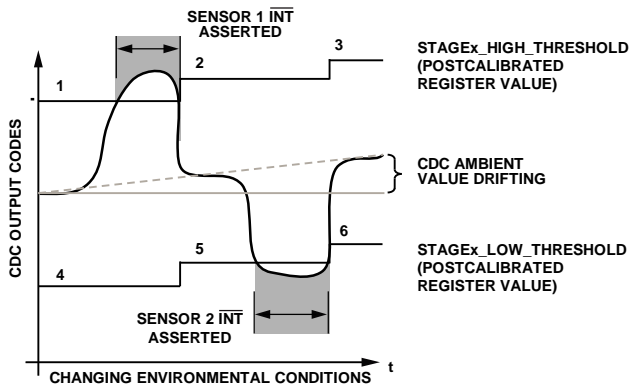 SENSOR 1 INT
ASSERTED
1
2
3
STAGEx_HIGH_THRESHOLD
(POSTCALIBRATED
REGISTER VALUE)
CDC OUTPUT CODES
CDC AMBIENT
VALUE DRIFTING
4
5
6
STAGEx_LOW_THRESHOLD
(POSTCALIBRATED
REGISTER VALUE)
SENSOR 2 INT
ASSERTED
t
CHANGING ENVIRONMENTAL CONDITIONS